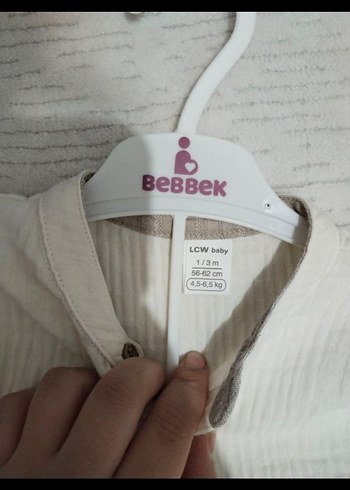 BeBBeK
LCW baby
1 / 3 m
56-62 cm
4,5-6,5 kg